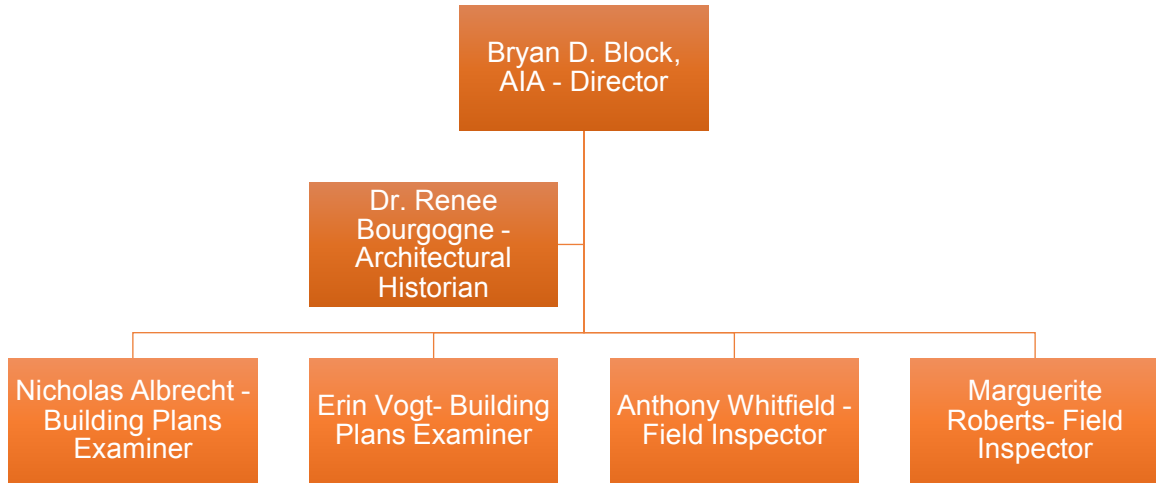 Bryan D. Block,
AIA - Director
Dr. Renee
Bourgogne -
Architectural
Historian
Nicholas Albrecht -
Building Plans
Examiner
Erin Vogt- Building
Plans Examiner
Anthony Whitfield -
Field Inspector
Marguerite
Roberts- Field
Inspector